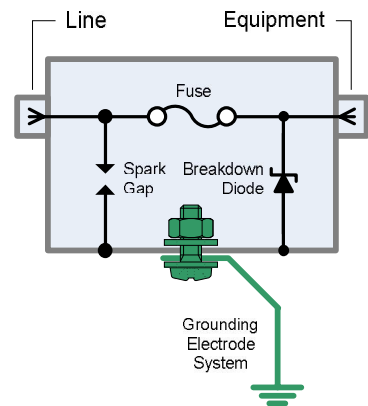 Line
Equipment
Fuse
Spark
Gap
Breakdown
Diode
Grounding
Electrode
System